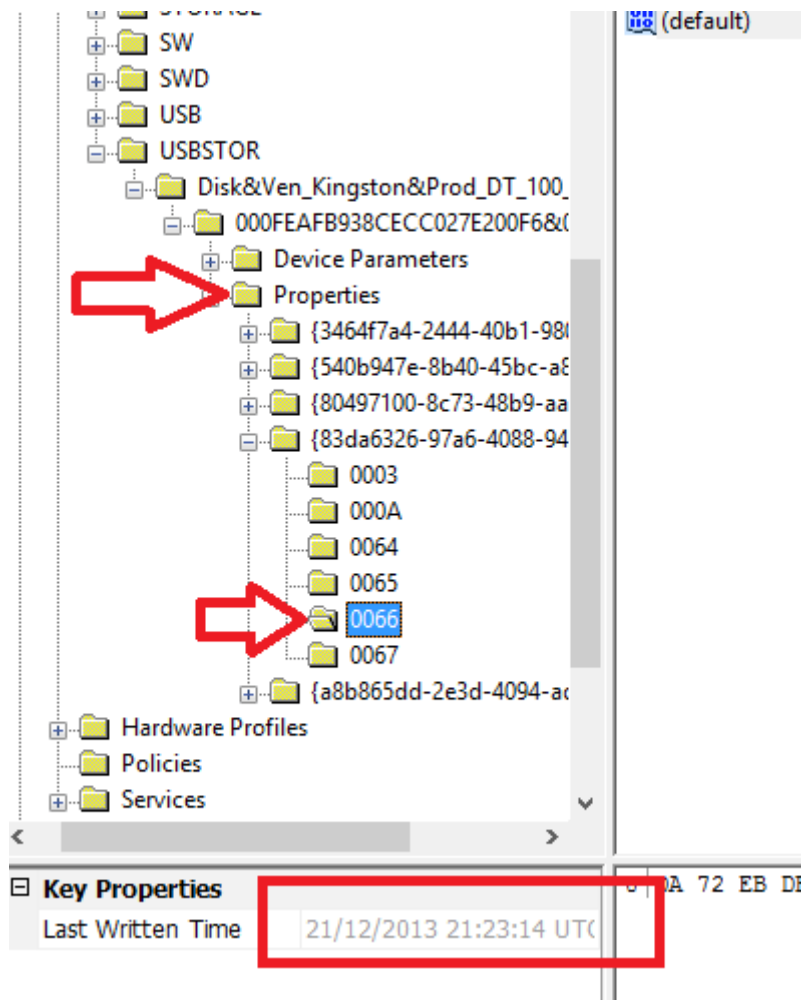 STORAGE
(default)
SW
SWD
USB
USBSTOR
Disk&Ven_Kingston&Prod_DT_100_
000FEAFB938CECC027E200F6&
Device Parameters
Properties
{3464f7a4-2444-40b1-980
{540b947e-8b40-45bc-a8
{80497100-8c73-48b9-aa
{83da6326-97a6-4088-94
0003
000A
0064
0065
0066
0067
{a8b865dd-2e3d-4094-a
Hardware Profiles
Policies
Services
Key Properties
Last Written Time 21/12/2013 21:23:14 UTC
0A 72 EB